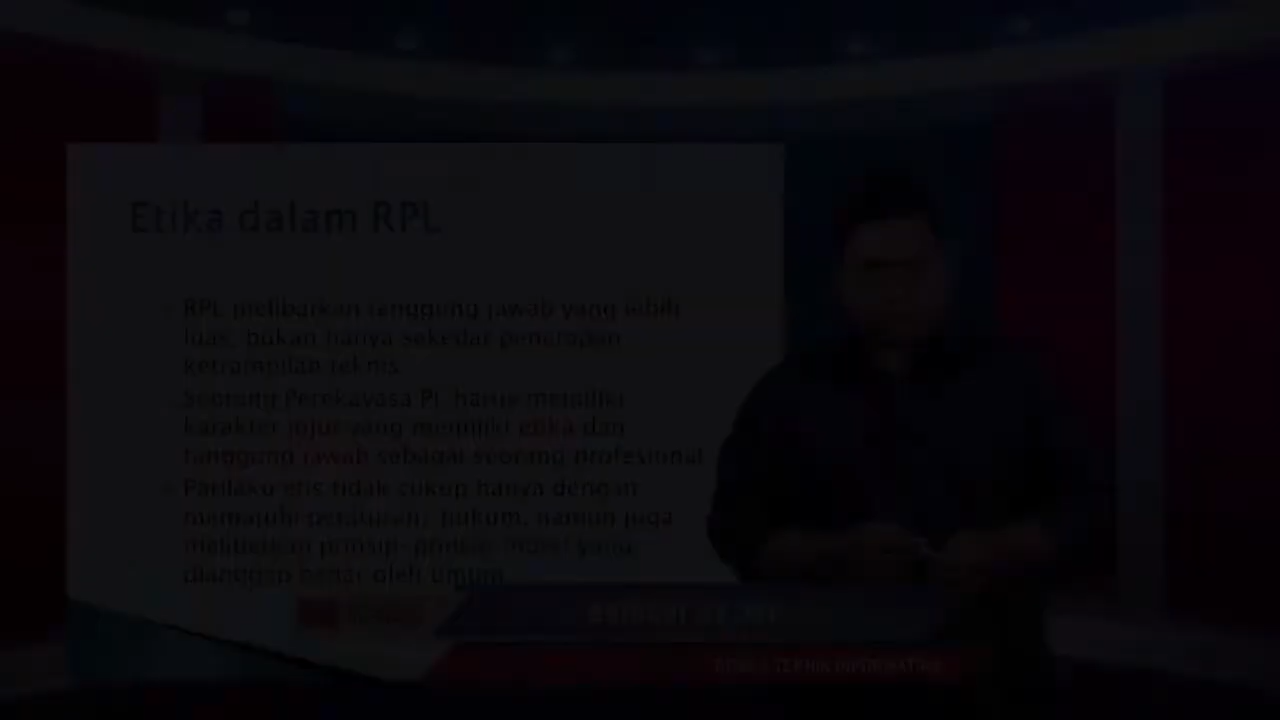 Etika dalam RPL
RPL melibatkan tanggung jawab yang lebih
luas, bukan hanya sekedar penerapan
ketrampilan teknis
Seorang Perekayasa PL harus memiliki
karakter jujur yang memiliki etika dan
tanggung jawab sebagai seorang profesional
Perilaku etis tidak cukup hanya dengan
mematuhi peraturan, hukum, namun juga
melibatkan prinsip-prinsip moral yang
dianggap benar oleh umum
TEKNIK INFORMATIKA